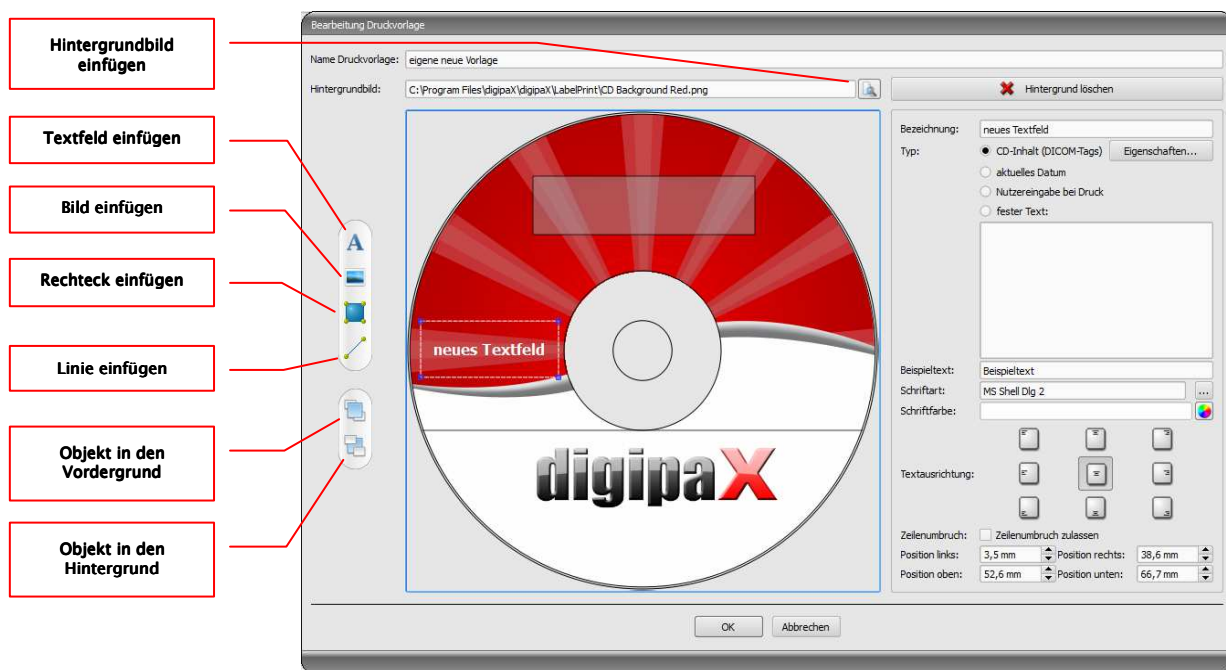 Hintergrundbild
einfügen
Textfeld einfügen
Bild einfügen
Rechteck einfügen
Linie einfügen
Objekt in den
Vordergrund
Objekt in den
Hintergrund
Bearbeitung Druckvorlage
Name Druckvorlage: eigene neue Vorlage
Hintergrundbild: C:\Program Files\digipaX\digipaX\LabelPrint\CD Background Red.png
Hintergrund löschen
A
neues Textfeld
digipaX
Bezeichnung: neues Textfeld
Typ: CD-Inhalt (DICOM-Tags) Eigenschaften...
aktuelles Datum
Nutzereingabe bei Druck
fester Text:
Beispieltext: Beispieltext
Schriftart: MS Shell Dlg 2 ...
Schriftfarbe:
Textausrichtung:
Zeilenumbruch: Zeilenumbruch zulassen
Position links: 3,5 mm Position rechts: 38,6 mm
Position oben: 52,6 mm Position unten: 66,7 mm
OK Abbrechen